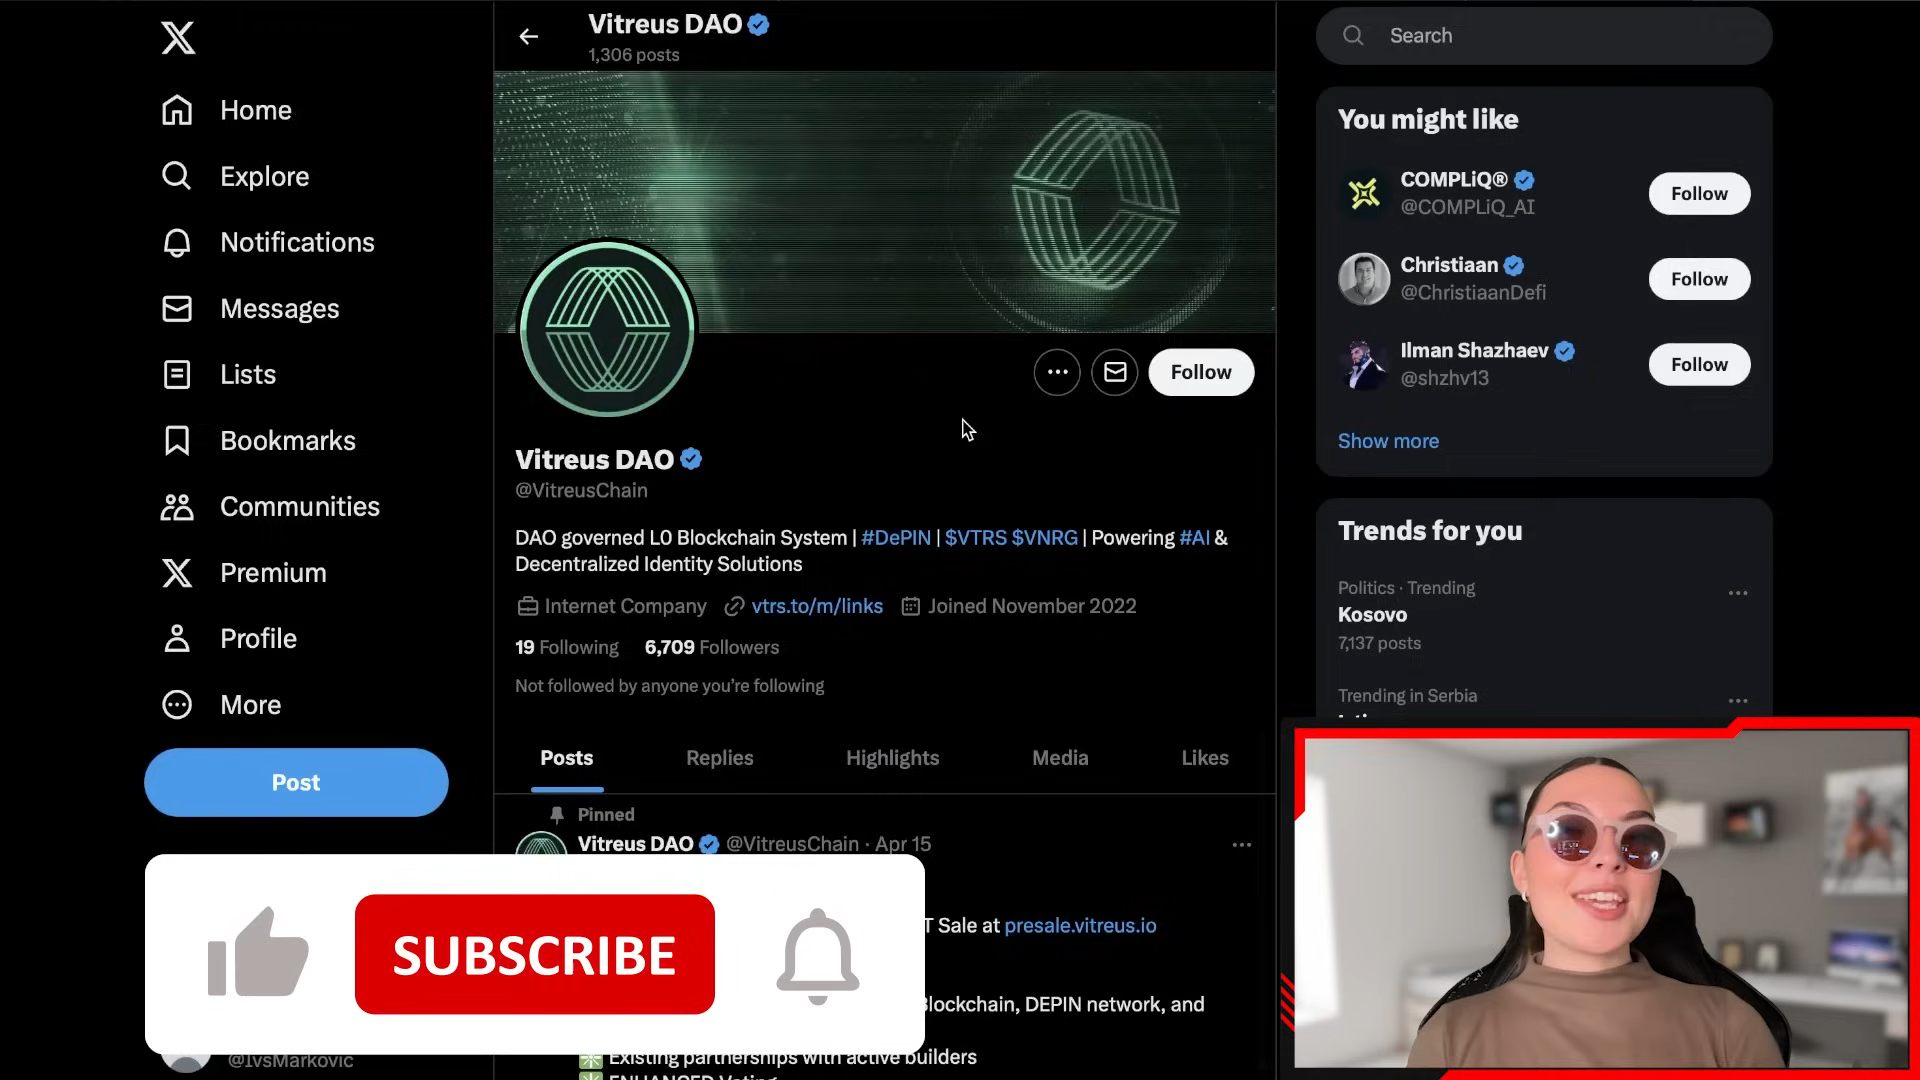 Home
Explore
Notifications
Messages
Lists
Bookmarks
Communities
Premium
Profile
More
Post
@IvsMarkovic
Vitreus DAO
1,306 posts
Follow
Vitreus DAO
@VitreusChain
DAO governed L0 Blockchain System | #DePIN | $VTRS $VNRG | Powering #AI &
Decentralized Identity Solutions
Internet Company vtrs.to/m/links Joined November 2022
19 Following 6,709 Followers
Not followed by anyone you're following
Posts Replies Highlights Media Likes
Pinned
Vitreus DAO @VitreusChain · Apr 15
T Sale at presale.vitreus.io
Blockchain, DEPIN network, and
Existing partnerships with active builders
ENHANCED Voting
SUBSCRIBE
Search
You might like
COMPLiQ®
@COMPLiQ_AI
Follow
Christiaan
@ChristiaanDefi
Follow
Ilman Shazhaev
@shzhv13
Follow
Show more
Trends for you
Politics · Trending
Kosovo
7,137 posts
Trending in Serbia